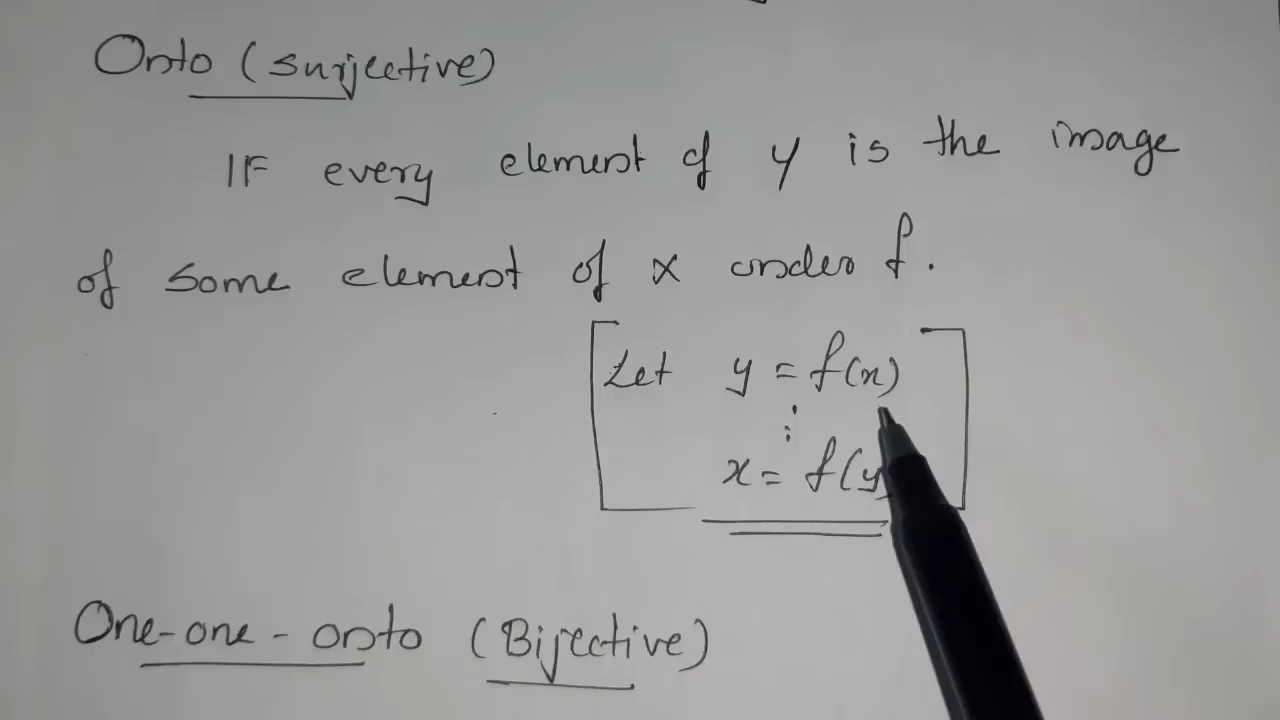 Onto (surjective)
IF every element of y is the image
of some element of x under f.
Let y = f(x)
⋮
x = f(y
One-one-onto (Bijective)